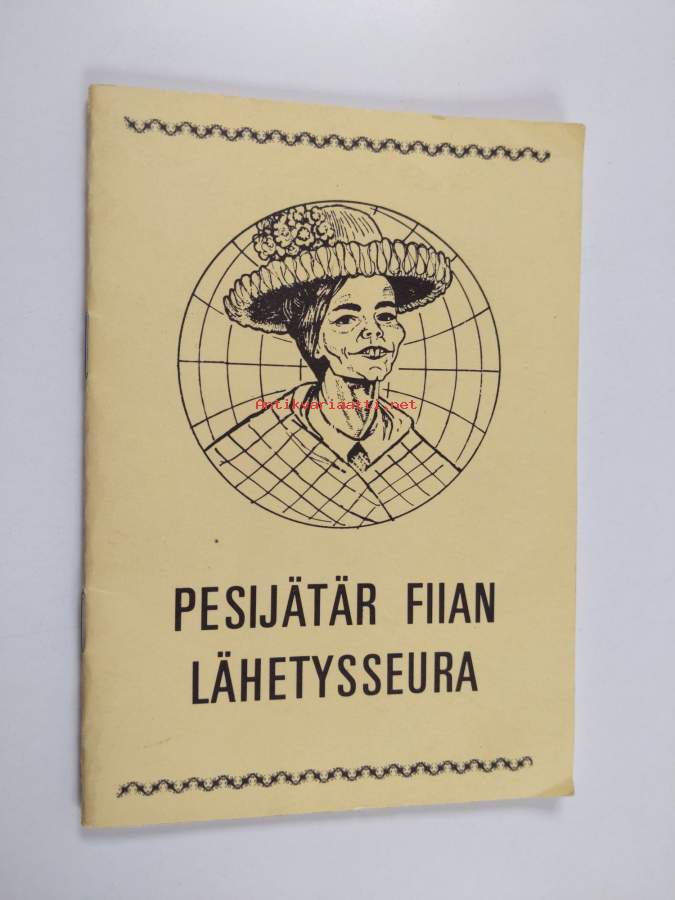 Antikvariaatti.net
PESIJÄTÄR FIIAN
LÄHETYSSEURA